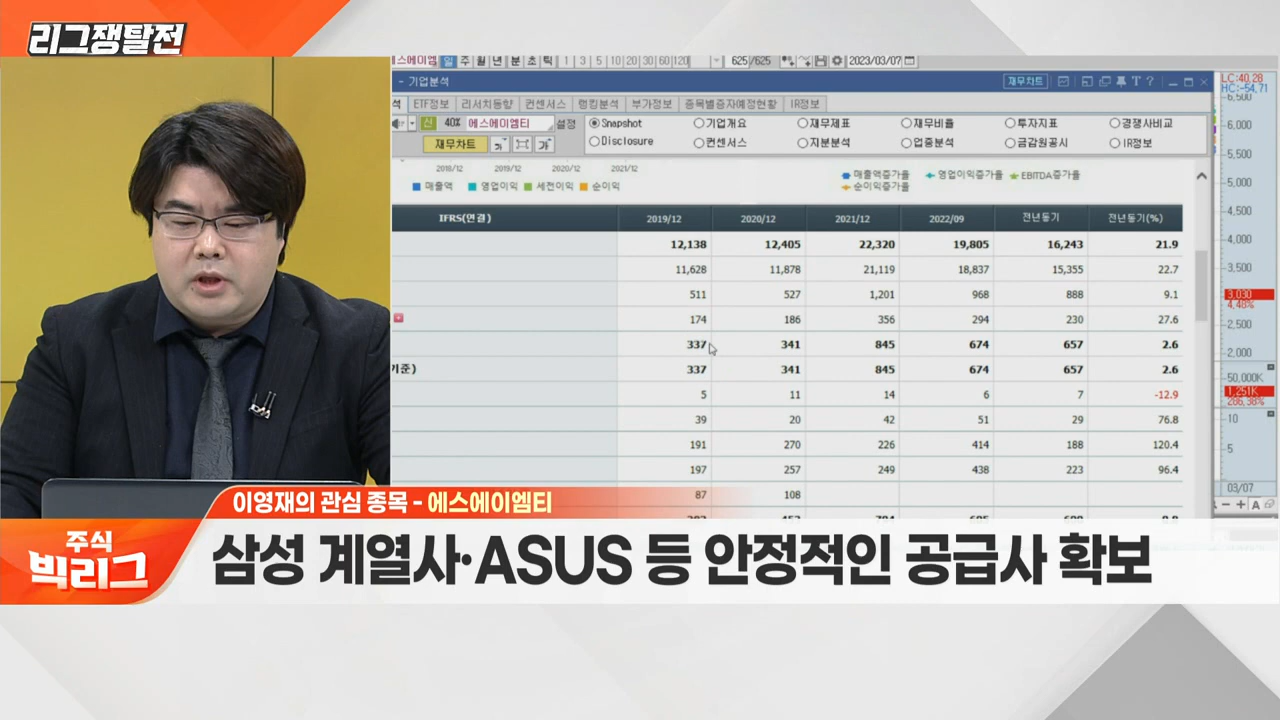 리그쟁탈전
에스에이엠 일 주 월 년 분 초 틱 1 3 5 10 20 30 60 120 625/625 2023/03/07
기업분석 재무차트
석 ETF정보 리서치동향 컨센서스 랭킹분석 부가정보 종목별증자예정현황 IR정보
신 40% 에스에이엠티 설정
재무차트
Snapshot 기업개요 재무제표 재무비율 투자지표 경쟁사비교
Disclosure 컨센서스 지분분석 업종분석 금감원공시 IR정보
2018/12 2019/12 2020/12 2021/12
매출액 영업이익 세전이익 순이익
매출액증가율 영업이익증가율 EBITDA증가율
순이익증가율
IFRS(연결) 2019/12 2020/12 2021/12 2022/09 전년동기 전년동기(%)
12,138 12,405 22,320 19,805 16,243 21.9
11,628 11,878 21,119 18,837 15,355 22.7
511 527 1,201 968 888 9.1
174 186 356 294 230 27.6
337 341 845 674 657 2.6
기준) 337 341 845 674 657 2.6
5 11 14 6 7 -12.9
39 20 42 51 29 76.8
191 270 226 414 188 120.4
197 257 249 438 223 96.4
87 108
LC:40.28
HC:-54.71
6,500
6,000
5,500
5,000
4,500
4,000
3,500
3,030
4.48%
2,500
2,000
50,000K
1,251K
286.38%
10
5
03/07
A
이영재의 관심 종목 - 에스에이엠티
주식
빅리그
삼성 계열사·ASUS 등 안정적인 공급사 확보